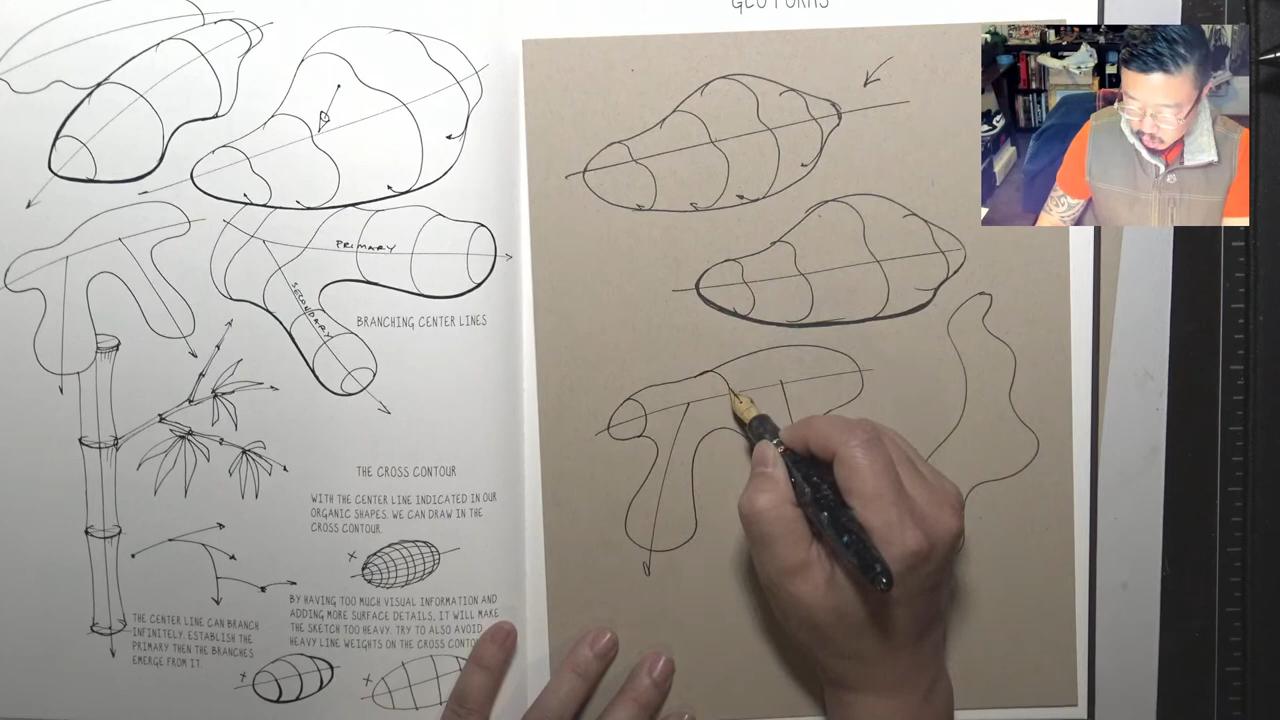 GEO FORMS
PRIMARY
SECONDARY
BRANCHING CENTER LINES
THE CROSS CONTOUR
WITH THE CENTER LINE INDICATED IN OUR
ORGANIC SHAPES. WE CAN DRAW IN THE
CROSS CONTOUR.
BY HAVING TOO MUCH VISUAL INFORMATION AND
ADDING MORE SURFACE DETAILS, IT WILL MAKE
THE SKETCH TOO HEAVY. TRY TO ALSO AVOID
HEAVY LINE WEIGHTS ON THE CROSS
THE CENTER LINE CAN BRANCH
INFINITELY. ESTABLISH THE
PRIMARY THEN THE BRANCHES
EMERGE FROM IT.